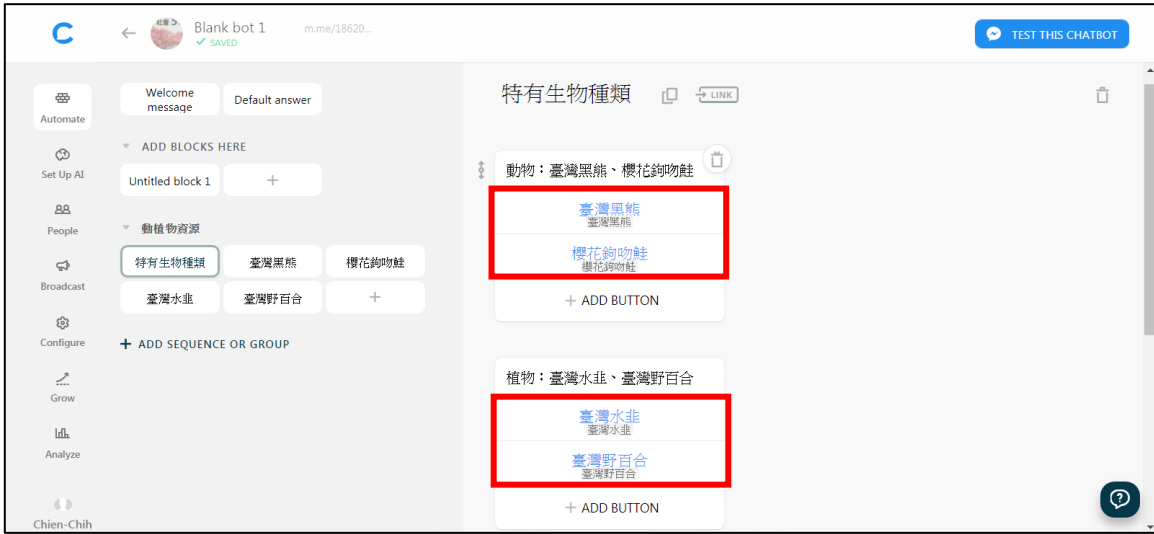 Blank bot 1
m.me/18620...
SAVED
TEST THIS CHATBOT
Automate
Set Up AI
People
Broadcast
Configure
Grow
Analyze
Chien-Chih
Welcome
message
Default answer
ADD BLOCKS HERE
Untitled block 1
+
動植物資源
特有生物種類
臺灣黑熊
櫻花鉤吻鮭
臺灣水韭
臺灣野百合
+
+ ADD SEQUENCE OR GROUP
特有生物種類
LINK
動物：臺灣黑熊、櫻花鉤吻鮭
臺灣黑熊
臺灣黑熊
櫻花鉤吻鮭
櫻花鉤吻鮭
+ ADD BUTTON
植物：臺灣水韭、臺灣野百合
臺灣水韭
臺灣水韭
臺灣野百合
臺灣野百合
+ ADD BUTTON